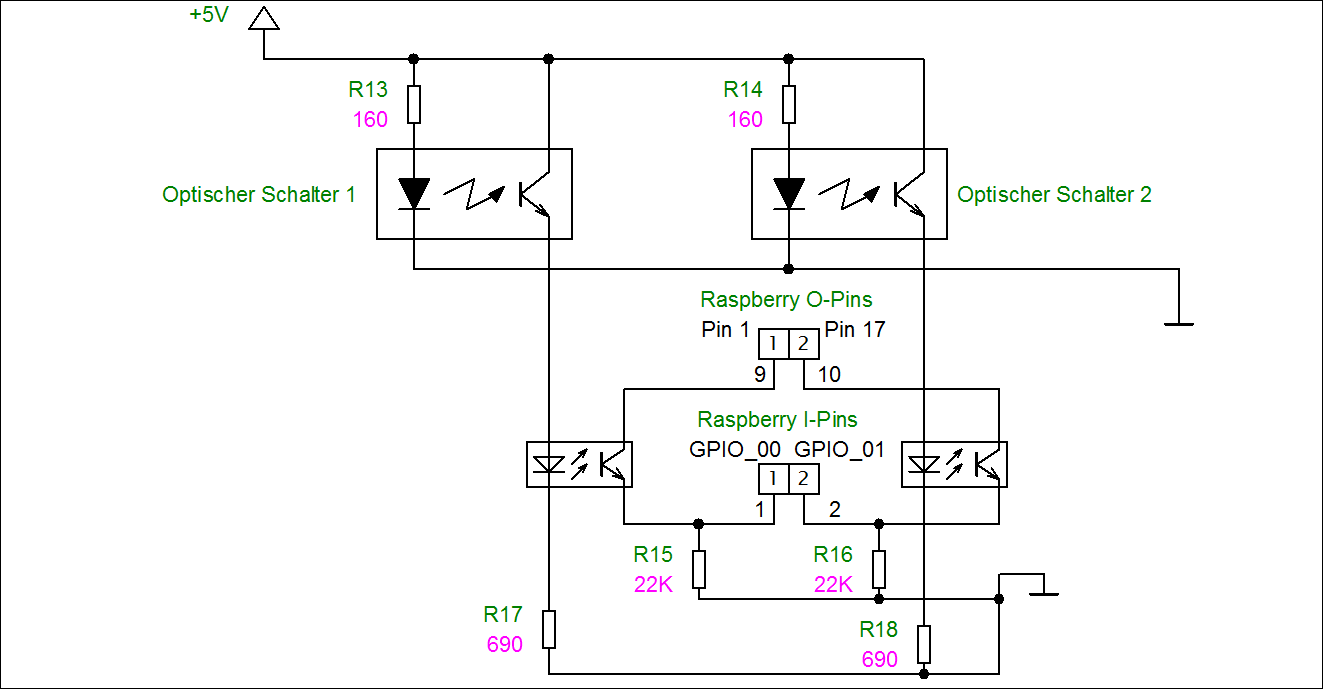 +5V
R13
160
R14
160
Optischer Schalter 1
Optischer Schalter 2
Raspberry O-Pins
Pin 1
1 2
Pin 17
9
10
Raspberry I-Pins
GPIO_00 GPIO_01
1 2
1
2
R15
22K
R16
22K
R17
690
R18
690